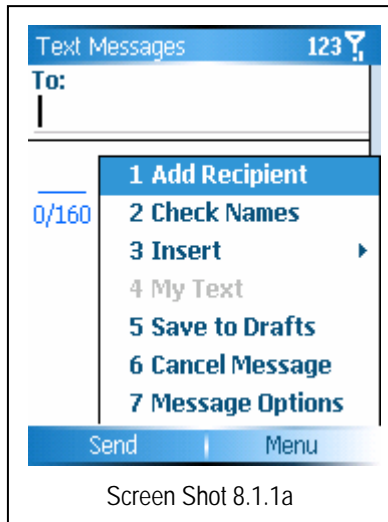 Text Messages 123
To:
0/160
1 Add Recipient
2 Check Names
3 Insert
4 My Text
5 Save to Drafts
6 Cancel Message
7 Message Options
Send Menu
Screen Shot 8.1.1a